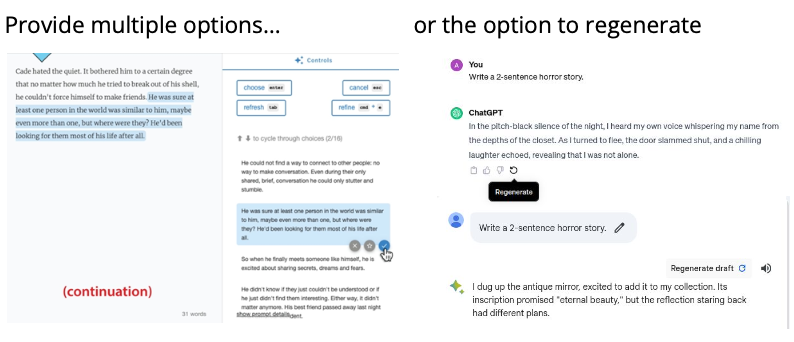 Provide multiple options...
Cade hated the quiet. It bothered him to a certain degree
that no matter how much he tried to break out of his shell,
he couldn't force himself to make friends. He was sure at
least one person in the world was similar to him, maybe
even more than one, but where were they? He'd been
looking for them most of his life after all.
(continuation)
31 words
Controls
choose enter
cancel esc
refresh tab
refine cmd + e
to cycle through choices (2/16)
He could not find a way to connect to other people: no
way to make conversation. Even during their only
shared, brief, conversation he could only stutter and
stumble.
He was sure at least one person in the world was similar
to him, maybe even more than one, but where were
they? He'd been looking for them most of his life after
all.
So when he finally meets someone like himself, he is
excited about sharing secrets, dreams and fears.
He didn't know if they just couldn't be understood or if
he just didn't find them interesting. Either way, it didn't
matter anymore. His best friend passed away last night
show prompt details
dent.
or the option to regenerate
A
You
Write a 2-sentence horror story.
ChatGPT
In the pitch-black silence of the night, I heard my own voice whispering my name from
the depths of the closet. As I turned to flee, the door slammed shut, and a chilling
laughter echoed, revealing that I was not alone.
Regenerate
Write a 2-sentence horror story.
Regenerate draft
I dug up the antique mirror, excited to add it to my collection. Its
inscription promised "eternal beauty," but the reflection staring back
had different plans.